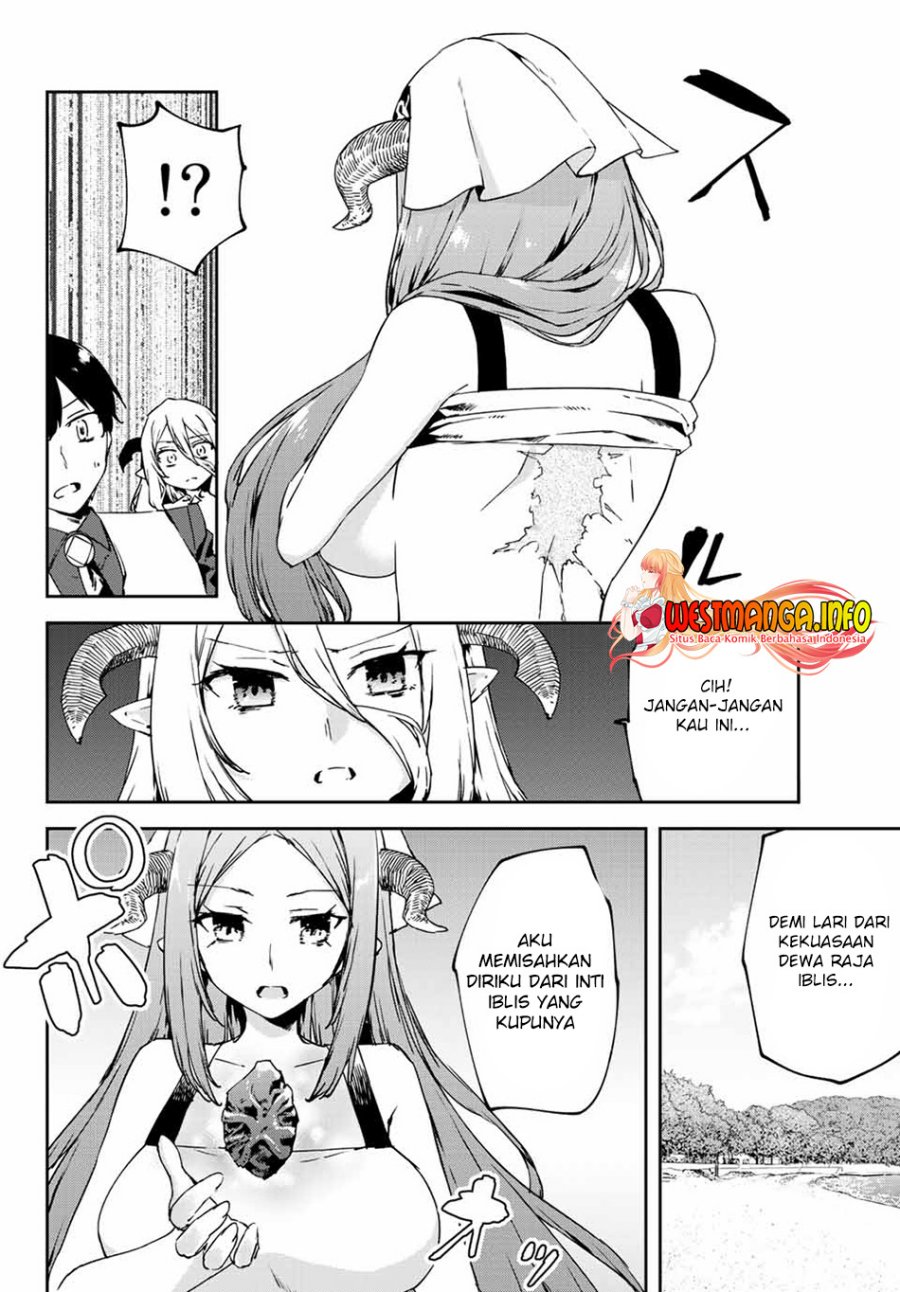 !?
WESTMANGA.INFO
Situs Baca Komik Berbahasa Indonesia
CIH!
JANGAN-JANGAN
KAU INI...
DEMI LARI DARI
KEKUASAAN
DEWA RAJA
IBLIS...
AKU
MEMISAHKAN
DIRIKU DARI INTI
IBLIS YANG
KUPUNYA